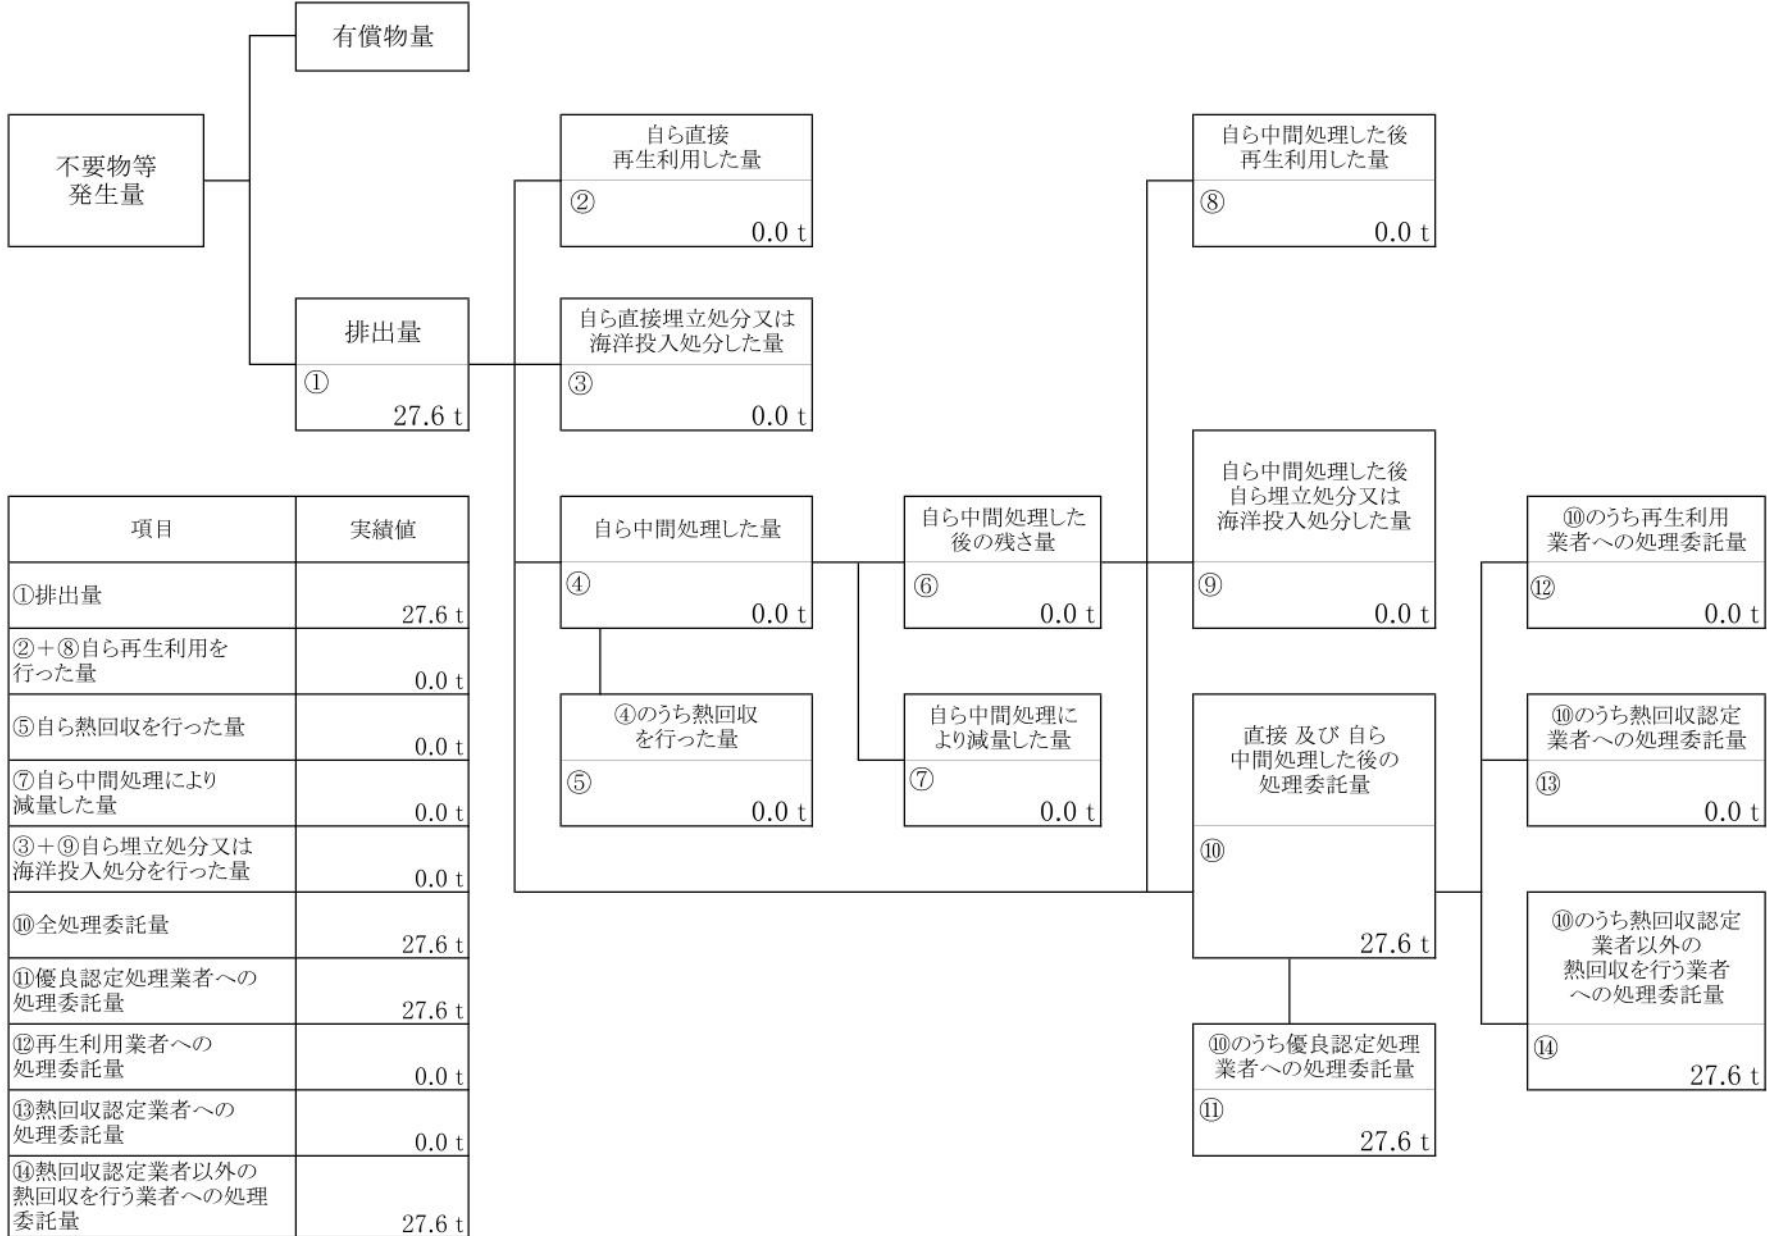 有償物量
不要物等
発生量
排出量
①
27.6 t
自ら直接
再生利用した量
②
0.0 t
自ら直接埋立処分又は
海洋投入処分した量
③
0.0 t
自ら中間処理した量
④
0.0 t
④のうち熱回収
を行った量
⑤
0.0 t
自ら中間処理した
後の残さ量
⑥
0.0 t
自ら中間処理に
より減量した量
⑦
0.0 t
自ら中間処理した後
再生利用した量
⑧
0.0 t
自ら中間処理した後
自ら埋立処分又は
海洋投入処分した量
⑨
0.0 t
直接 及び 自ら
中間処理した後の
処理委託量
⑩
27.6 t
⑩のうち優良認定処理
業者への処理委託量
⑪
27.6 t
⑩のうち再生利用
業者への処理委託量
⑫
0.0 t
⑩のうち熱回収認定
業者への処理委託量
⑬
0.0 t
⑩のうち熱回収認定
業者以外の
熱回収を行う業者
への処理委託量
⑭
27.6 t
項目 実績値
①排出量
27.6 t
②＋⑧自ら再生利用を
行った量
0.0 t
⑤自ら熱回収を行った量
0.0 t
⑦自ら中間処理により
減量した量
0.0 t
③＋⑨自ら埋立処分又は
海洋投入処分を行った量
0.0 t
⑩全処理委託量
27.6 t
⑪優良認定処理業者への
処理委託量
27.6 t
⑫再生利用業者への
処理委託量
0.0 t
⑬熱回収認定業者への
処理委託量
0.0 t
⑭熱回収認定業者以外の
熱回収を行う業者への処理
委託量
27.6 t